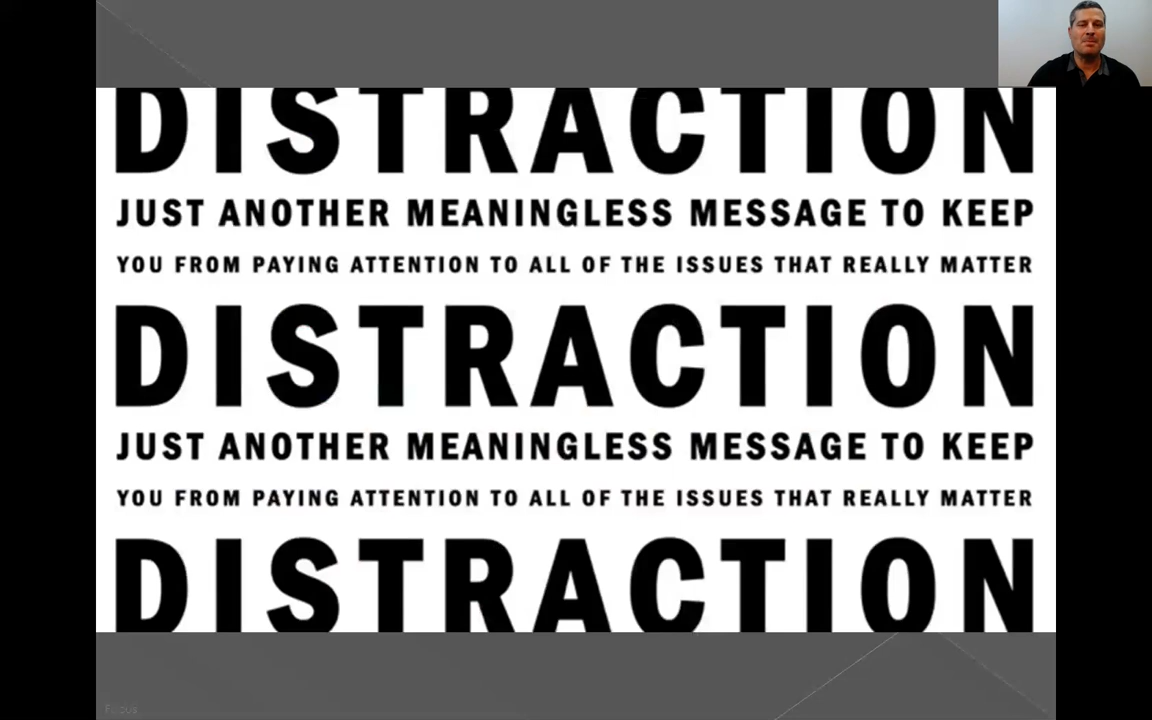 DISTRACTION
JUST ANOTHER MEANINGLESS MESSAGE TO KEEP
YOU FROM PAYING ATTENTION TO ALL OF THE ISSUES THAT REALLY MATTER
DISTRACTION
JUST ANOTHER MEANINGLESS MESSAGE TO KEEP
YOU FROM PAYING ATTENTION TO ALL OF THE ISSUES THAT REALLY MATTER
DISTRACTION